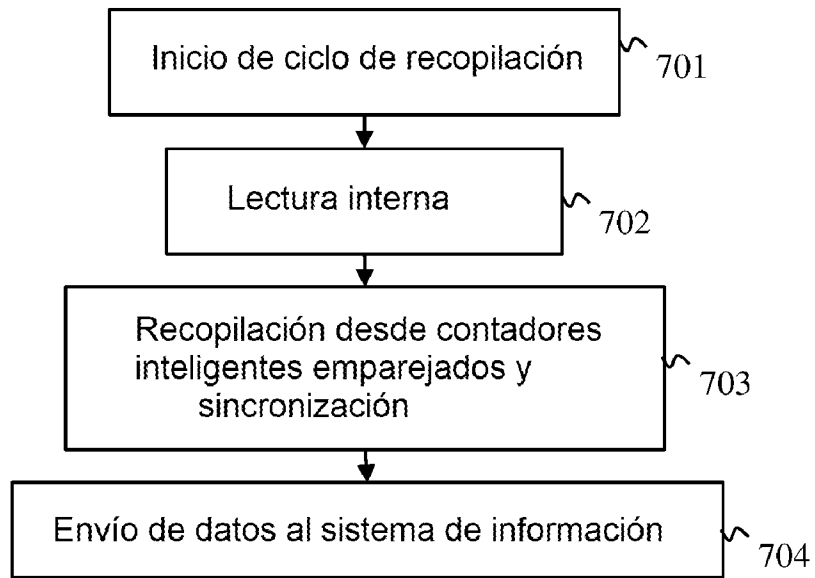 Inicio de ciclo de recopilación
701
Lectura interna
702
Recopilación desde contadores
inteligentes emparejados y
sincronización
703
Envío de datos al sistema de información
704